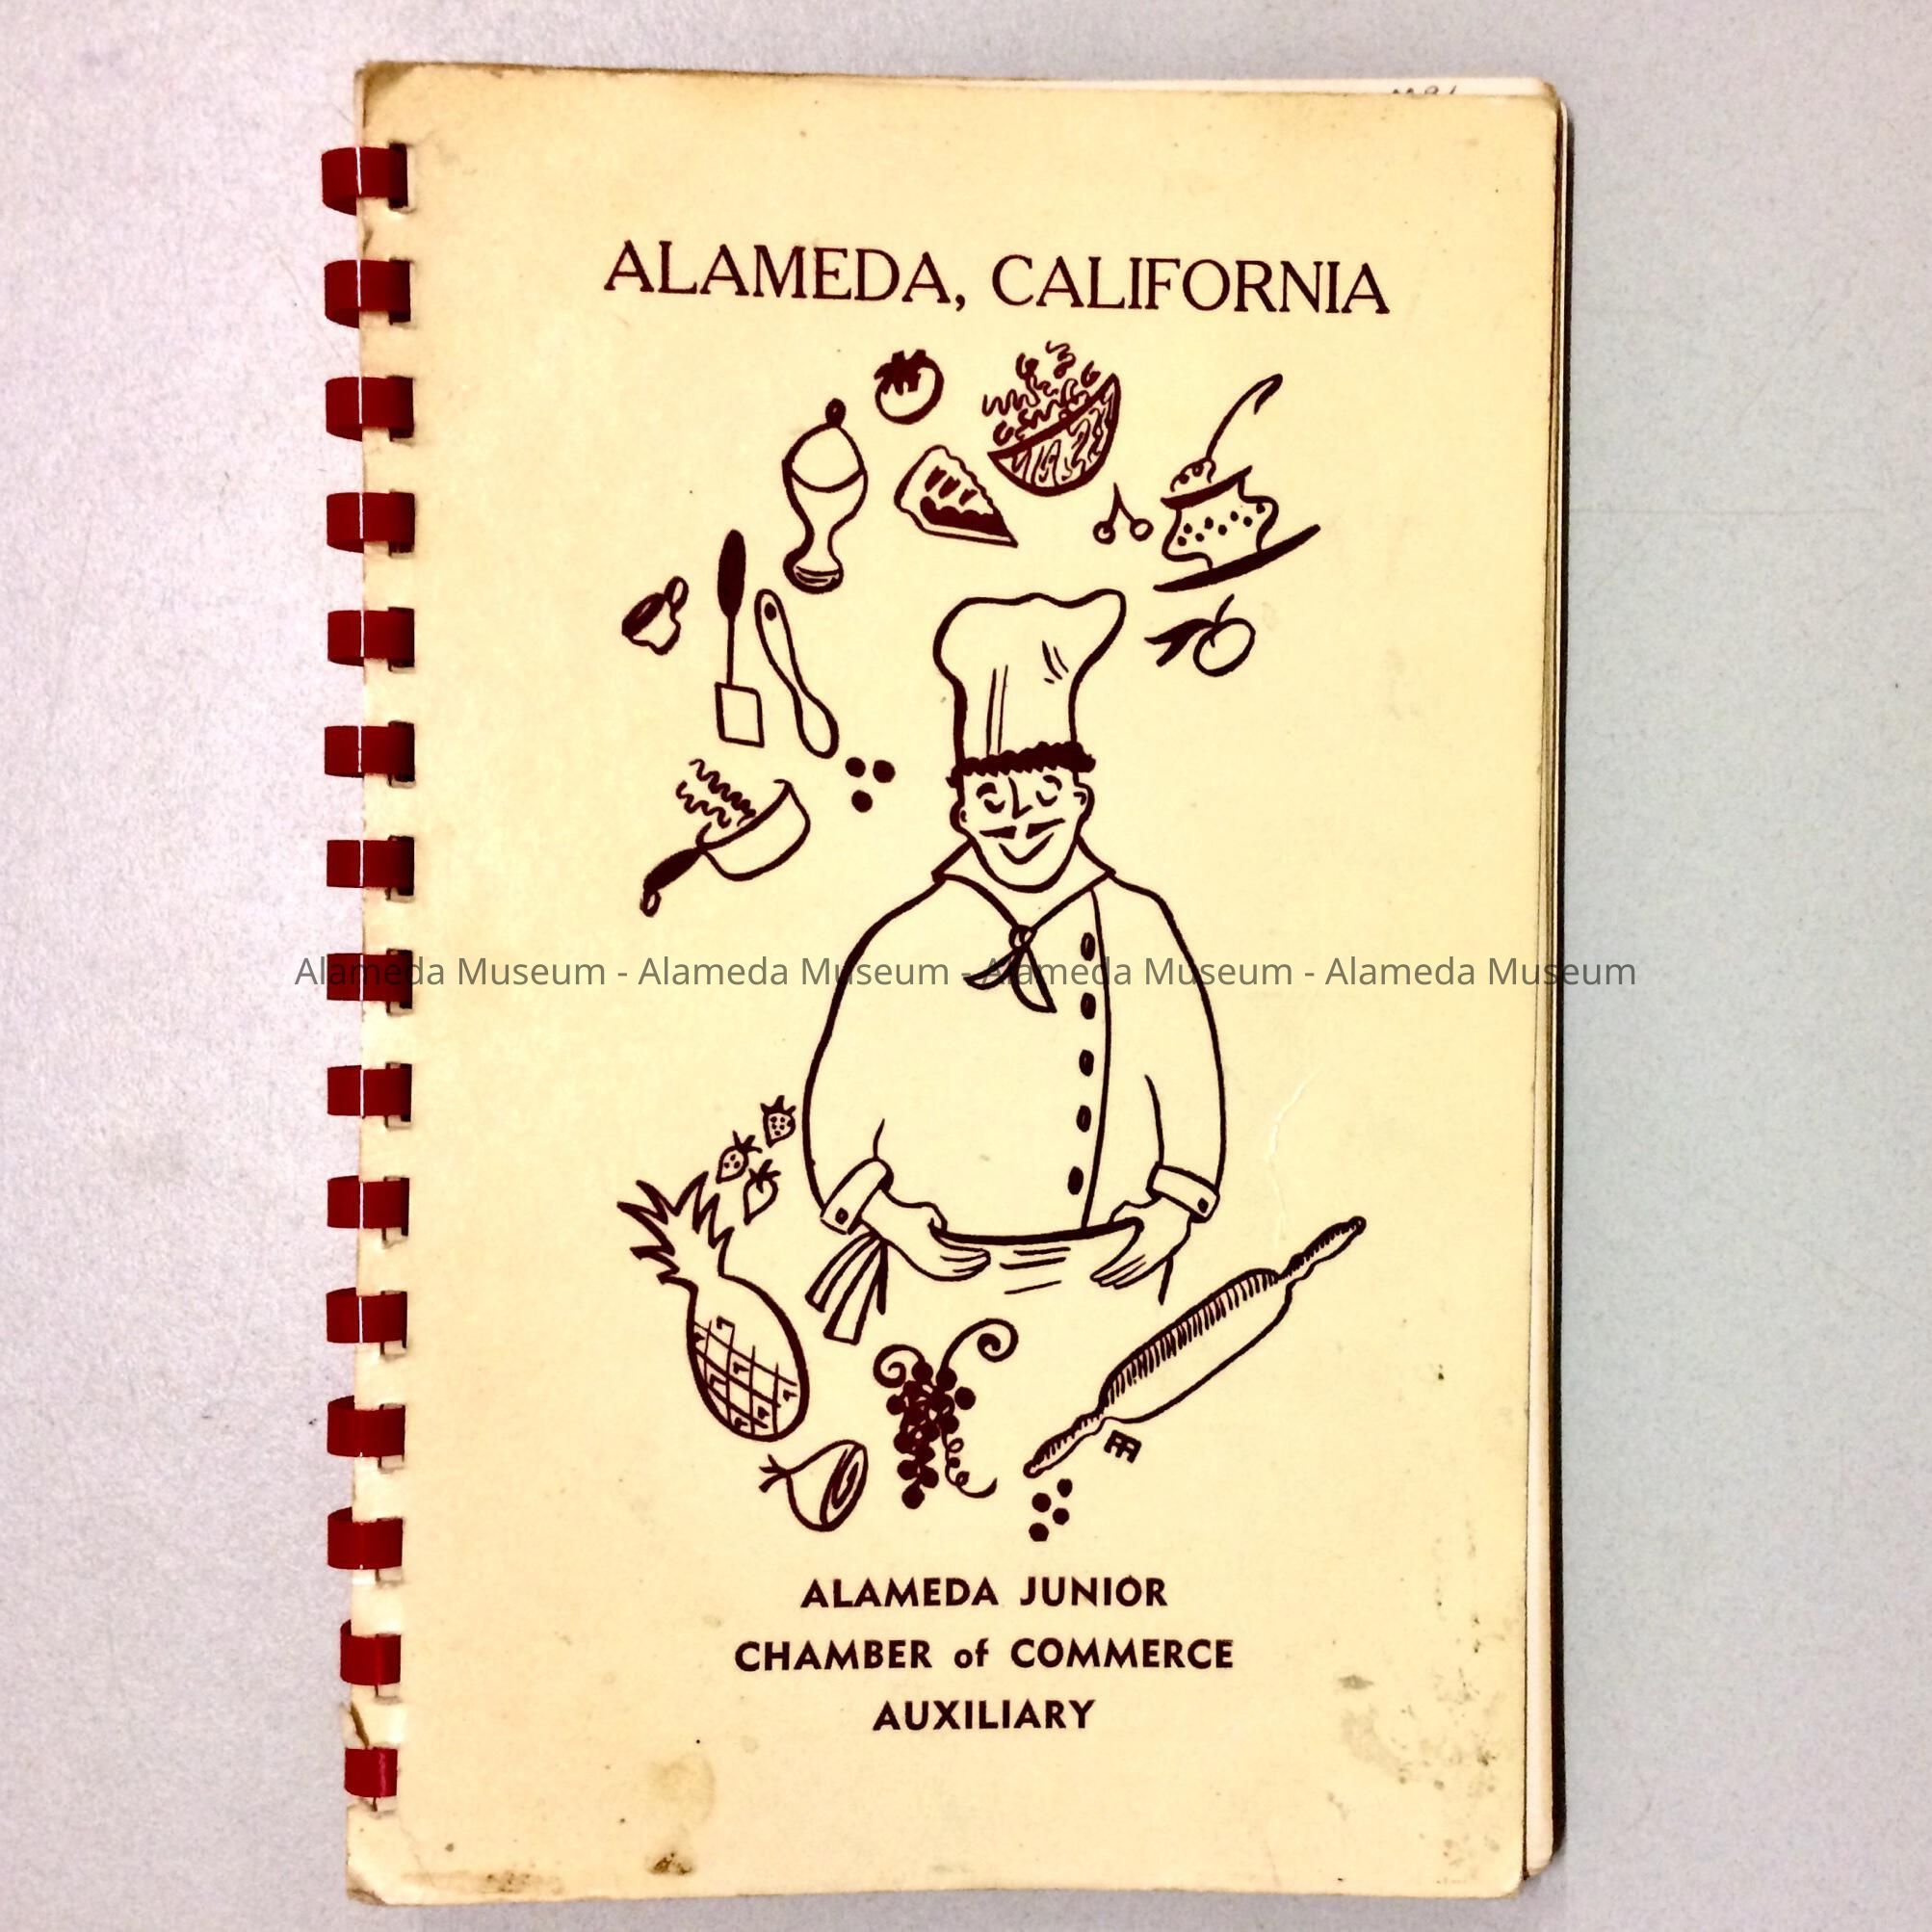 ALAMEDA, CALIFORNIA
Alameda Museum - Alameda Museum - Alameda Museum - Alameda Museum
ALAMEDA JUNIOR
CHAMBER of COMMERCE
AUXILIARY